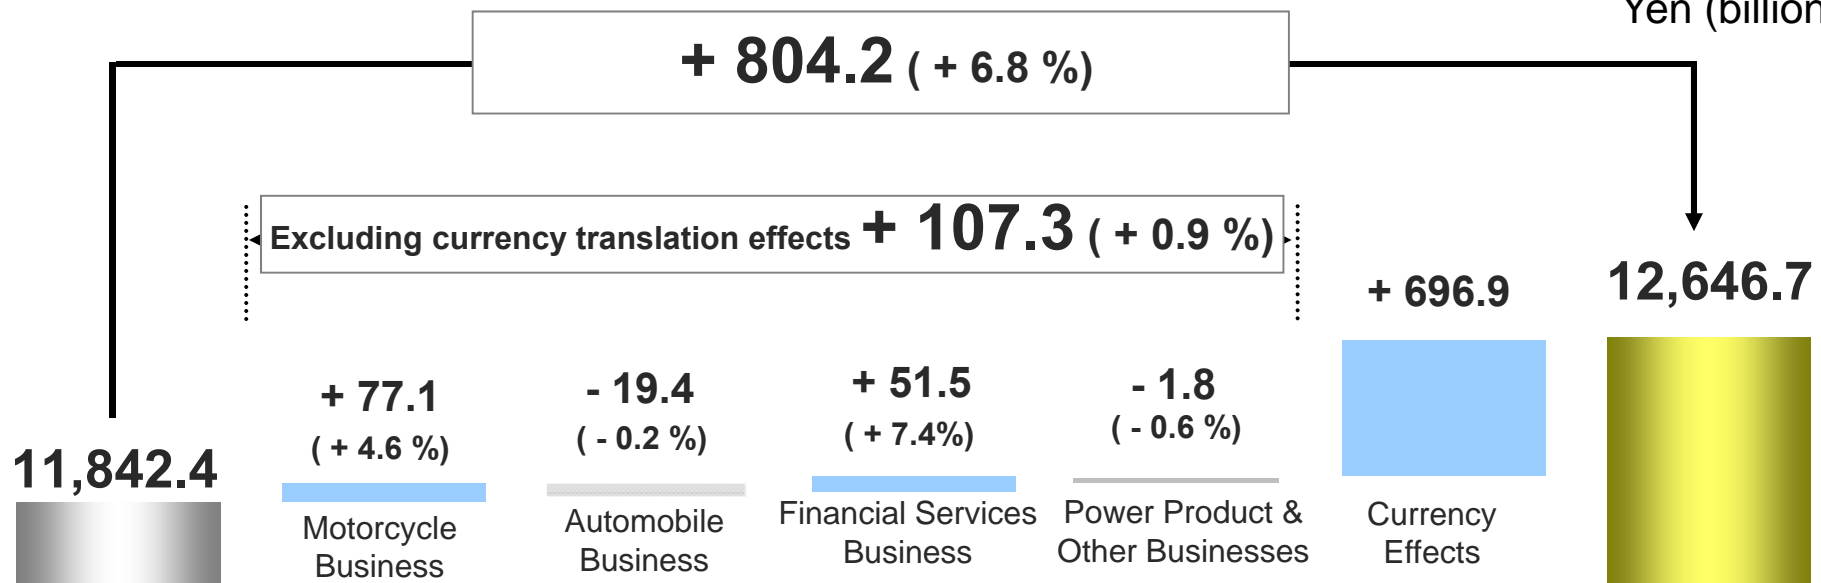 Yen (billion
+ 804.2 ( + 6.8 %)
Excluding currency translation effects + 107.3 ( + 0.9 %)
+ 696.9
12,646.7
+ 77.1
( + 4.6 %)
- 19.4
( - 0.2 %)
+ 51.5
( + 7.4%)
- 1.8
( - 0.6 %)
11,842.4
Motorcycle
Business
Automobile
Business
Financial Services
Business
Power Product &
Other Businesses
Currency
Effects